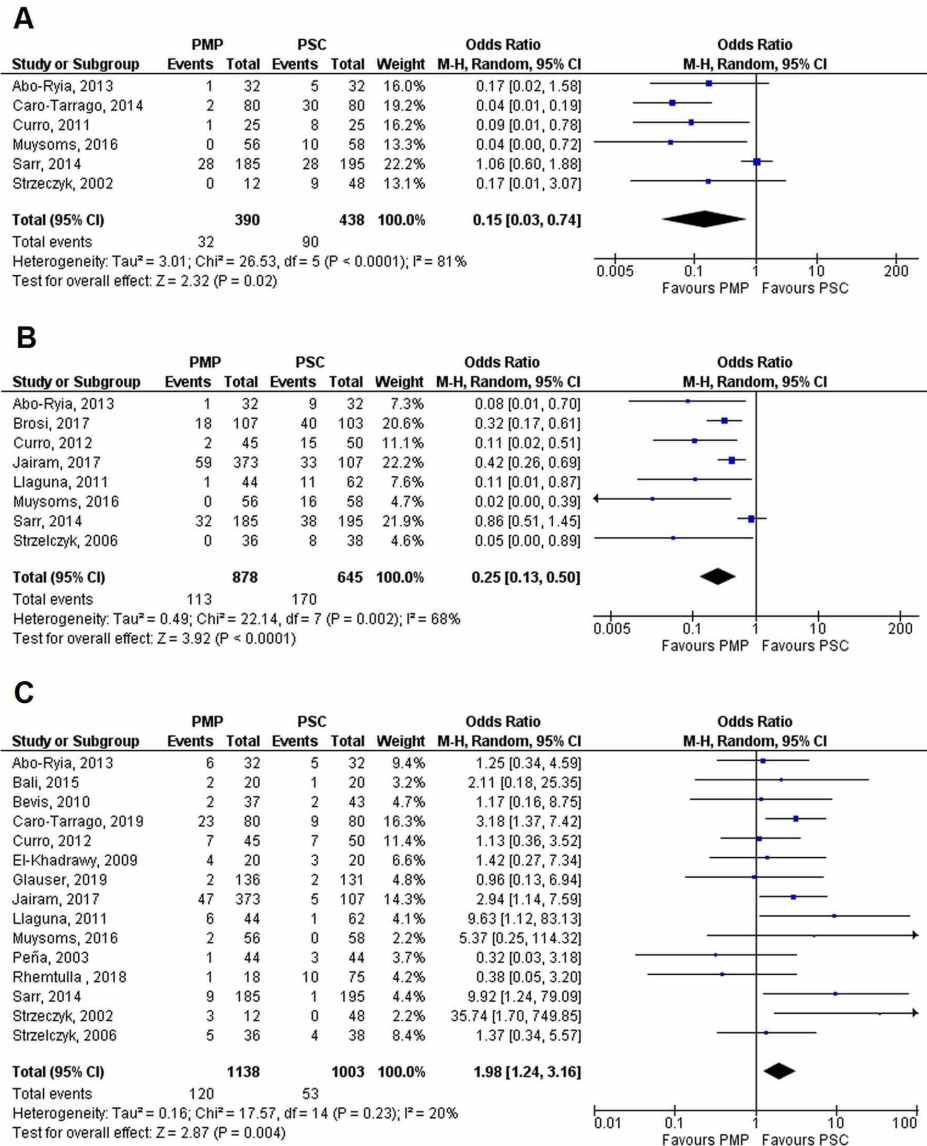 A
PMP PSC Odds Ratio Odds Ratio
Study or Subgroup Events Total Events Total Weight M-H, Random, 95% CI M-H, Random, 95% CI
Abo-Ryia, 2013 1 32 5 32 16.0% 0.17 [0.02, 1.58]
Caro-Tarrago, 2014 2 80 30 80 19.2% 0.04 [0.01, 0.19]
Curro, 2011 1 25 8 25 16.2% 0.09 [0.01, 0.78]
Muysoms, 2016 0 56 10 58 13.3% 0.04 [0.00, 0.72]
Sarr, 2014 28 185 28 195 22.2% 1.06 [0.60, 1.88]
Strzeczyk, 2002 0 12 9 48 13.1% 0.17 [0.01, 3.07]
Total (95% CI) 390 438 100.0% 0.15 [0.03, 0.74]
Total events 32 90
Heterogeneity: Tau² = 3.01; Chi² = 26.53, df = 5 (P < 0.0001); I² = 81%
Test for overall effect: Z = 2.32 (P = 0.02)
0.005 0.1 1 10 200
Favours PMP Favours PSC
B
PMP PSC Odds Ratio Odds Ratio
Study or Subgroup Events Total Events Total Weight M-H, Random, 95% CI M-H, Random, 95% CI
Abo-Ryia, 2013 1 32 9 32 7.3% 0.08 [0.01, 0.70]
Brosi, 2017 18 107 40 103 20.6% 0.32 [0.17, 0.61]
Curro, 2012 2 45 15 50 11.1% 0.11 [0.02, 0.51]
Jairam, 2017 59 373 33 107 22.2% 0.42 [0.26, 0.69]
Llaguna, 2011 1 44 11 62 7.6% 0.11 [0.01, 0.87]
Muysoms, 2016 0 56 16 58 4.7% 0.02 [0.00, 0.39]
Sarr, 2014 32 185 38 195 21.9% 0.86 [0.51, 1.45]
Strzelczyk, 2006 0 36 8 38 4.6% 0.05 [0.00, 0.89]
Total (95% CI) 878 645 100.0% 0.25 [0.13, 0.50]
Total events 113 170
Heterogeneity: Tau² = 0.49; Chi² = 22.14, df = 7 (P = 0.002); I² = 68%
Test for overall effect: Z = 3.92 (P < 0.0001)
0.005 0.1 1 10 200
Favours PMP Favours PSC
C
PMP PSC Odds Ratio Odds Ratio
Study or Subgroup Events Total Events Total Weight M-H, Random, 95% CI M-H, Random, 95% CI
Abo-Ryia, 2013 6 32 5 32 9.4% 1.25 [0.34, 4.59]
Bali, 2015 2 20 1 20 3.2% 2.11 [0.18, 25.35]
Bevis, 2010 2 37 2 43 4.7% 1.17 [0.16, 8.75]
Caro-Tarrago, 2019 23 80 9 80 16.3% 3.18 [1.37, 7.42]
Curro, 2012 7 45 7 50 11.4% 1.13 [0.36, 3.52]
El-Khadrawy, 2009 4 20 3 20 6.6% 1.42 [0.27, 7.34]
Glauser, 2019 2 136 2 131 4.8% 0.96 [0.13, 6.94]
Jairam, 2017 47 373 5 107 14.3% 2.94 [1.14, 7.59]
Llaguna, 2011 6 44 1 62 4.1% 9.63 [1.12, 83.13]
Muysoms, 2016 2 56 0 58 2.2% 5.37 [0.25, 114.32]
Peña, 2003 1 44 3 44 3.9% 0.32 [0.03, 3.18]
Rhemtulla , 2018 1 18 10 75 4.2% 0.38 [0.05, 3.20]
Sarr, 2014 9 185 1 195 4.4% 9.92 [1.24, 79.09]
Strzeczyk, 2002 3 12 0 48 2.2% 35.74 [1.70, 749.85]
Strzelczyk, 2006 5 36 4 38 8.4% 1.37 [0.34, 5.57]
Total (95% CI) 1138 1003 100.0% 1.98 [1.24, 3.16]
Total events 120 53
Heterogeneity: Tau² = 0.16; Chi² = 17.57, df = 14 (P = 0.23); I² = 20%
Test for overall effect: Z = 2.87 (P = 0.004)
0.01 0.1 1 10 100
Favours PMP Favours PSC